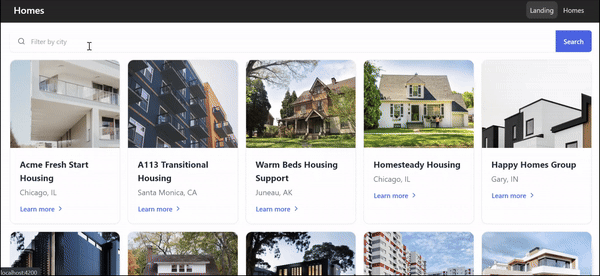 Homes
Landing
Homes
Filter by city
Search
Acme Fresh Start
Housing
Chicago, IL
Learn more
A113 Transitional
Housing
Santa Monica, CA
Learn more
Warm Beds Housing
Support
Juneau, AK
Learn more
Homesteady Housing
Chicago, IL
Learn more
Happy Homes Group
Gary, IN
Learn more
localhost:4200